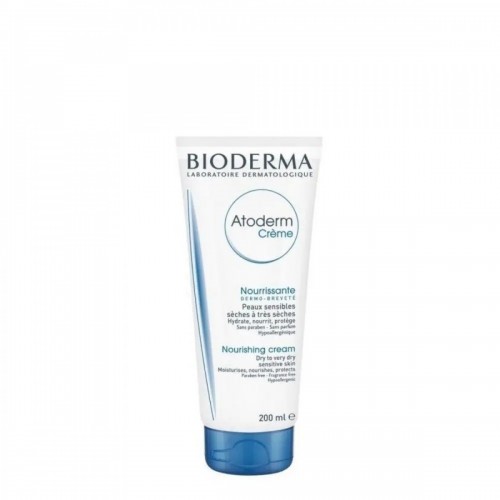 BIODERMA
LABORATOIRE DERMATOLOGIQUE
Atoderm
Crème
Nourrissante
DERMO-BREVETÉ
Peaux sensibles
sèches à très sèches
Hydrate, nourrit, protège
Sans paraben - Sans parfum
Hypoallergénique
Nourishing cream
Dry to very dry
sensitive skin
Moisturises, nourishes, protects
Paraben free - Fragrance free
Hypoallergenic
200 ml e